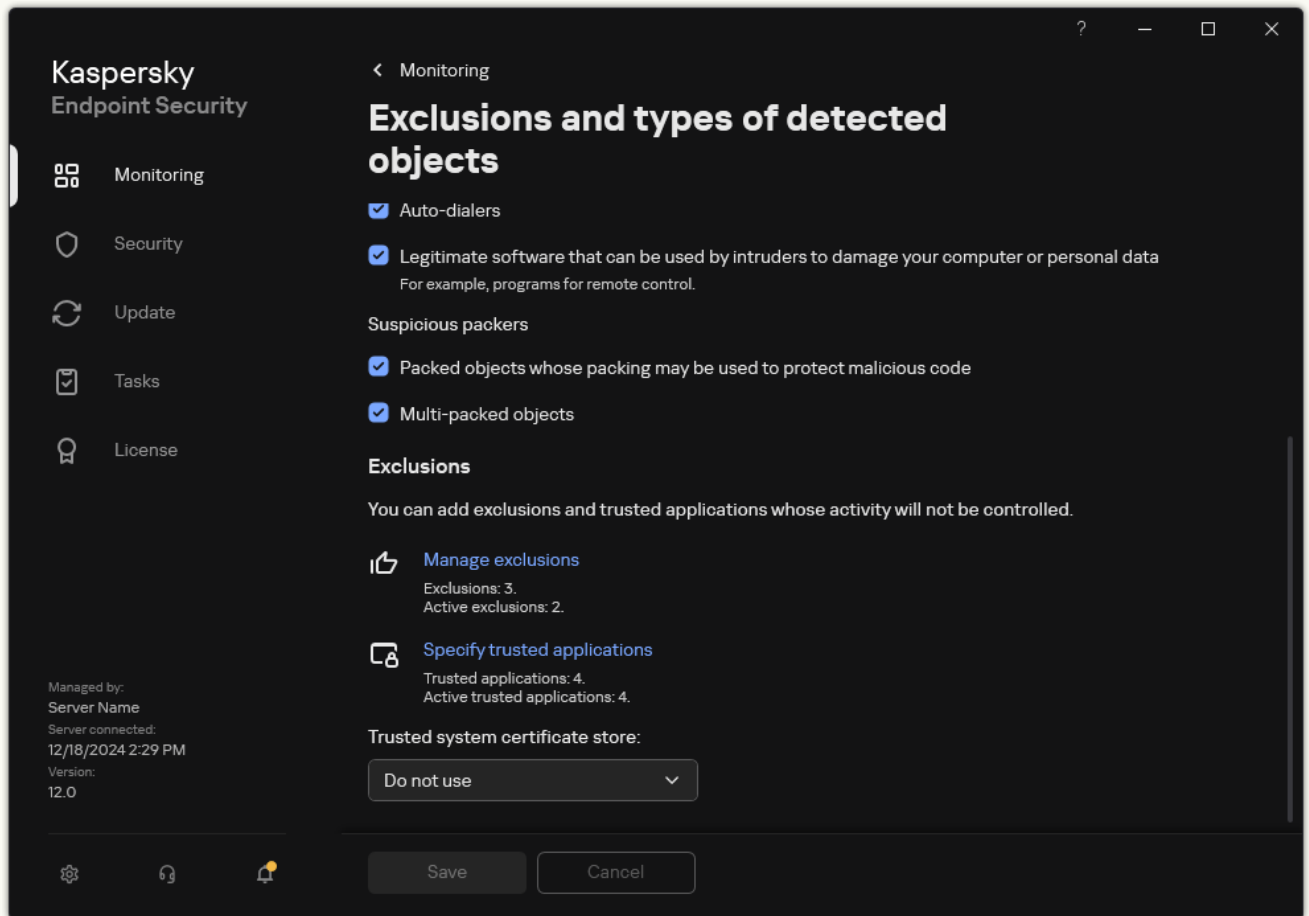 ?
Kaspersky
Endpoint Security
Monitoring
Security
Update
Tasks
License
Managed by:
Server Name
Server connected:
12/18/2024 2:29 PM
Version:
12.0
Monitoring
Exclusions and types of detected
objects
Auto-dialers
Legitimate software that can be used by intruders to damage your computer or personal data
For example, programs for remote control.
Suspicious packers
Packed objects whose packing may be used to protect malicious code
Multi-packed objects
Exclusions
You can add exclusions and trusted applications whose activity will not be controlled.
Manage exclusions
Exclusions: 3.
Active exclusions: 2.
Specify trusted applications
Trusted applications: 4.
Active trusted applications: 4.
Trusted system certificate store:
Do not use
Save
Cancel